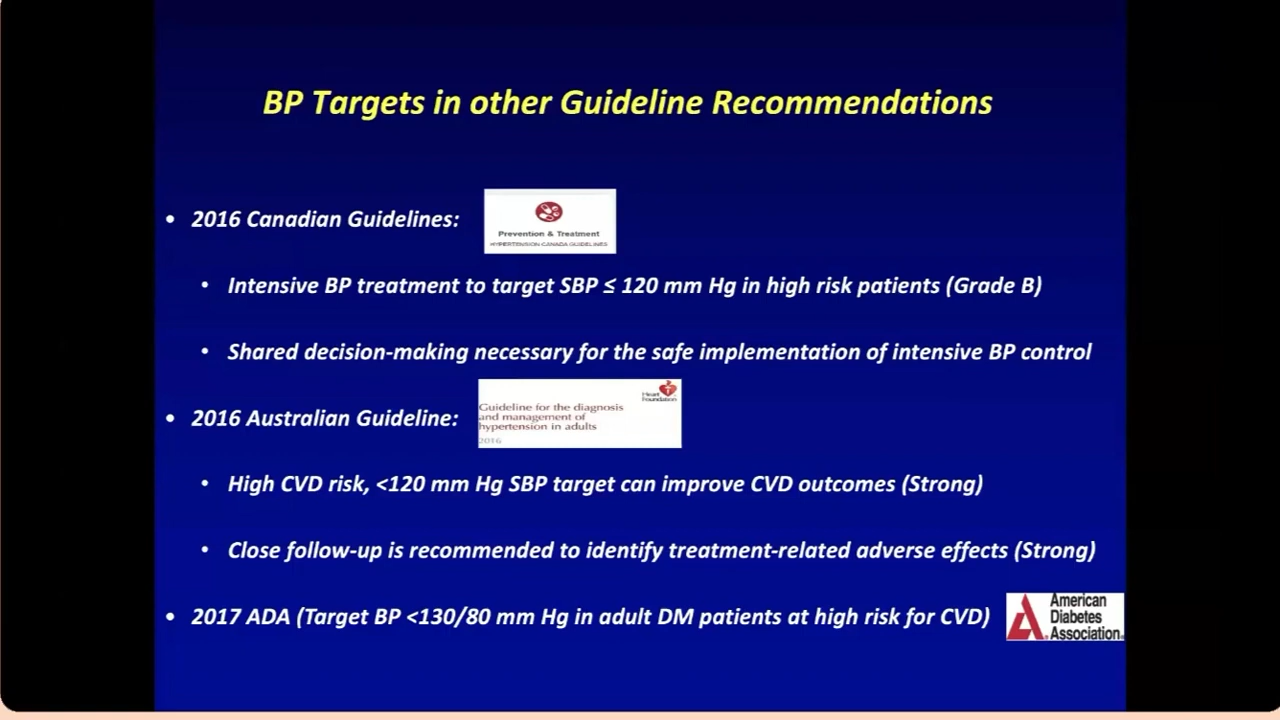 BP Targets in other Guideline Recommendations
• 2016 Canadian Guidelines:
Prevention & Treatment
HYPERTENSION CANADA GUIDELINES
• Intensive BP treatment to target SBP ≤ 120 mm Hg in high risk patients (Grade B)
• Shared decision-making necessary for the safe implementation of intensive BP control
• 2016 Australian Guideline:
Heart
Foundation
Guideline for the diagnosis
and management of
hypertension in adults
2016
• High CVD risk, <120 mm Hg SBP target can improve CVD outcomes (Strong)
• Close follow-up is recommended to identify treatment-related adverse effects (Strong)
• 2017 ADA (Target BP <130/80 mm Hg in adult DM patients at high risk for CVD)
American
Diabetes
Association.